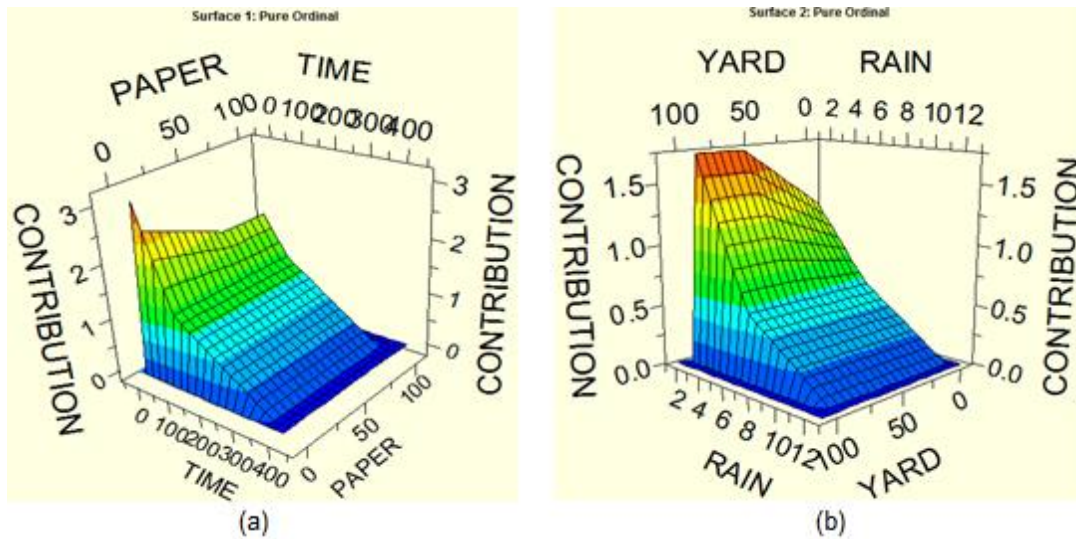 Surface 1: Pure Ordinal
PAPER TIME
0 50 100 0 100 200 300 400
CONTRIBUTION
3
2
1
0
CONTRIBUTION
3
2
1
0
0 100 200 300 400
TIME
0 50 100
PAPER
(a)
Surface 2: Pure Ordinal
YARD RAIN
100 50 0 2 4 6 8 10 12
CONTRIBUTION
1.5
1.0
0.5
0.0
CONTRIBUTION
1.5
1.0
0.5
0.0
2 4 6 8 10 12
RAIN
100 50 0
YARD
(b)